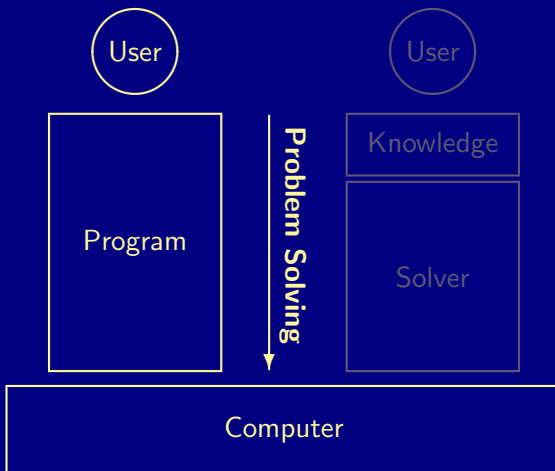 User
User
Knowledge
Problem Solving
Program
Solver
Computer